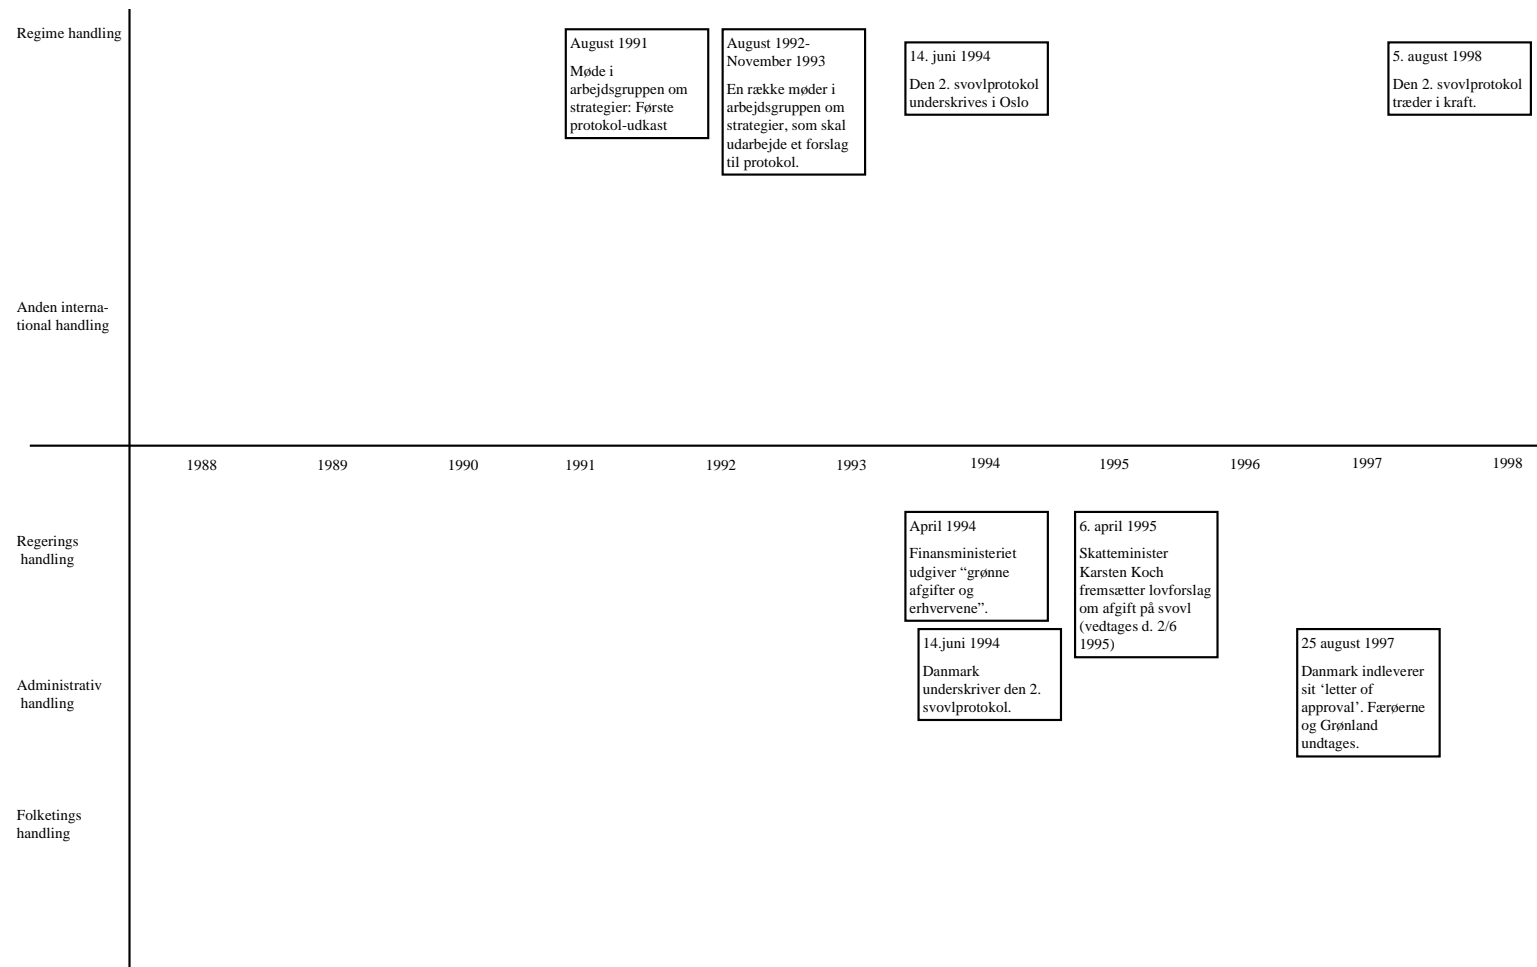 Regime handling
August 1991
Møde i
arbejdsgruppen om
strategier: Første
protokol-udkast
August 1992-
November 1993
En række møder i
arbejdsgruppen om
strategier, som skal
udarbejde et forslag
til protokol.
14. juni 1994
Den 2. svovlprotokol
underskrives i Oslo
5. august 1998
Den 2. svovlprotokol
træder i kraft.
Anden interna-
tional handling
1988 1989 1990 1991 1992 1993 1994 1995 1996 1997 1998
Regerings
handling
April 1994
Finansministeriet
udgiver “grønne
afgifter og
erhvervene”.
6. april 1995
Skatteminister
Karsten Koch
fremsætter lovforslag
om afgift på svovl
(vedtages d. 2/6
1995)
Administrativ
handling
14.juni 1994
Danmark
underskriver den 2.
svovlprotokol.
25 august 1997
Danmark indleverer
sit ‘letter of
approval’. Færøerne
og Grønland
undtages.
Folketings
handling